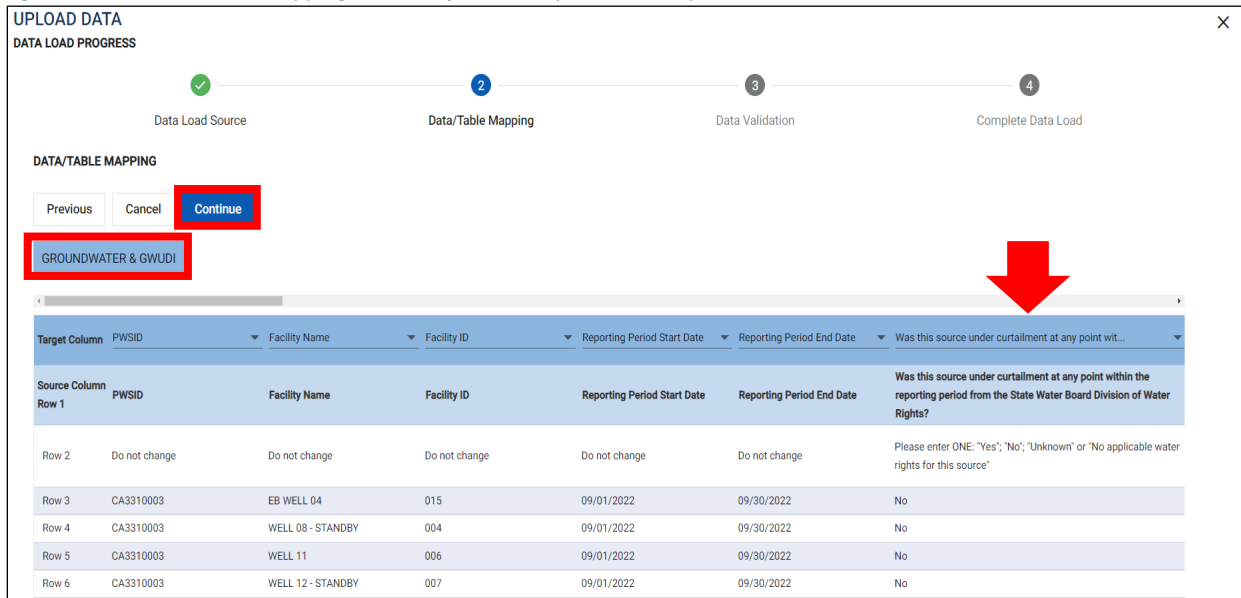 UPLOAD DATA
X
DATA LOAD PROGRESS
2
3
4
Data Load Source
Data/Table Mapping
Data Validation
Complete Data Load
DATA/TABLE MAPPING
Previous
Cancel
Continue
GROUNDWATER & GWUDI
Target Column PWSID Facility Name Facility ID Reporting Period Start Date Reporting Period End Date Was this source under curtailment at any point wit...
Source Column Row 1 PWSID Facility Name Facility ID Reporting Period Start Date Reporting Period End Date Was this source under curtailment at any point within the
reporting period from the State Water Board Division of Water
Rights?
Row 2 Do not change Do not change Do not change Do not change Do not change Please enter ONE: "Yes"; "No"; "Unknown" or "No applicable water
rights for this source"
Row 3 CA3310003 EB WELL 04 015 09/01/2022 09/30/2022 No
Row 4 CA3310003 WELL 08 - STANDBY 004 09/01/2022 09/30/2022 No
Row 5 CA3310003 WELL 11 006 09/01/2022 09/30/2022 No
Row 6 CA3310003 WELL 12 - STANDBY 007 09/01/2022 09/30/2022 No